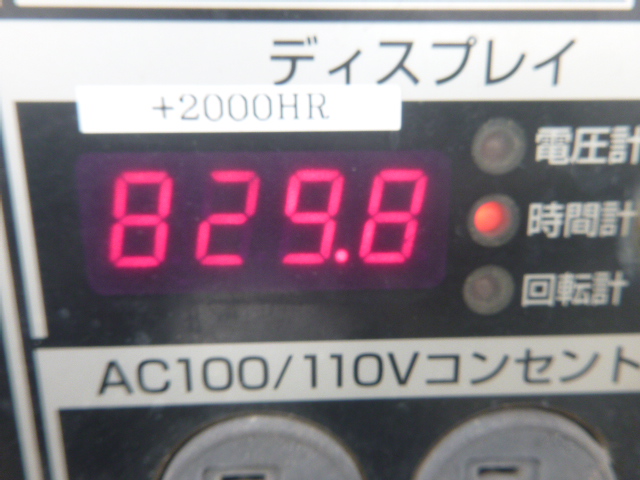 ディスプレイ
+2000HR
829.8
電圧計
時間計
回転計
AC100/110Vコンセント